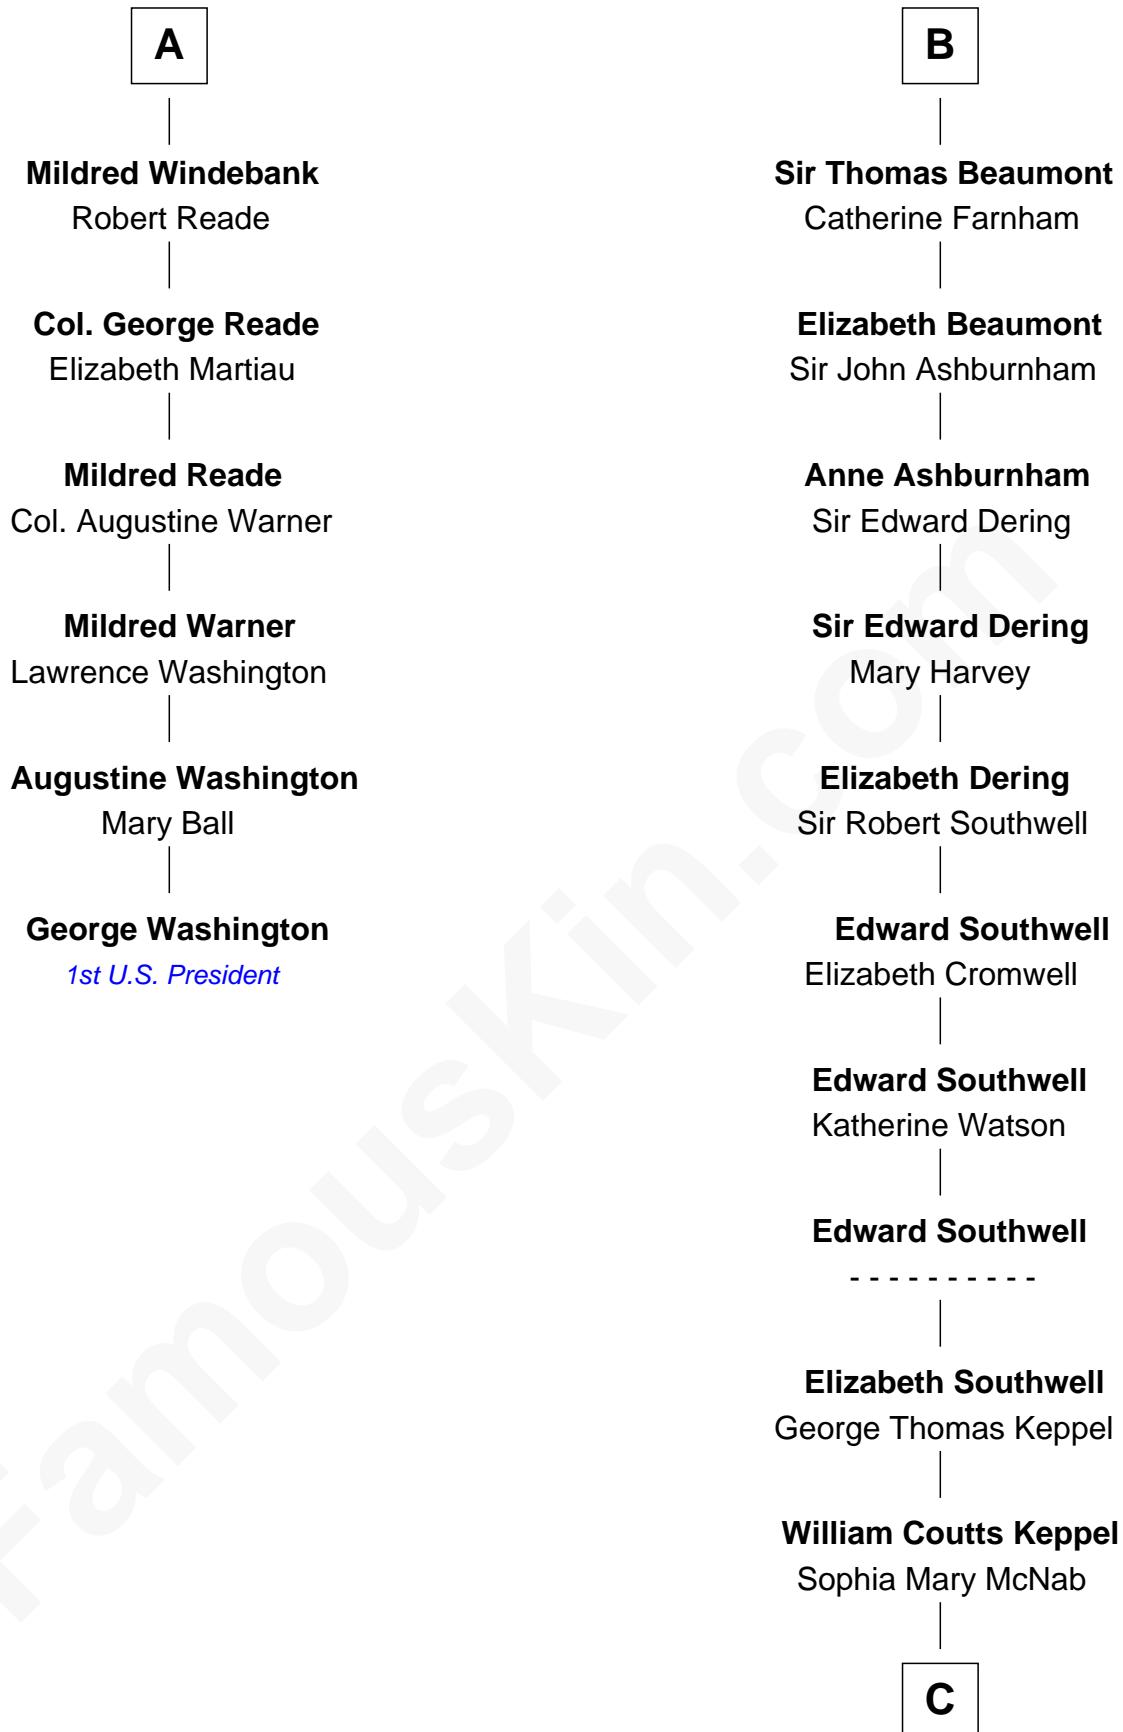 A
Mildred Windebank
Robert Reade
Col. George Reade
Elizabeth Martiau
Mildred Reade
Col. Augustine Warner
Mildred Warner
Lawrence Washington
Augustine Washington
Mary Ball
George Washington
1st U.S. President
B
Sir Thomas Beaumont
Catherine Farnham
Elizabeth Beaumont
Sir John Ashburnham
Anne Ashburnham
Sir Edward Dering
Sir Edward Dering
Mary Harvey
Elizabeth Dering
Sir Robert Southwell
Edward Southwell
Elizabeth Cromwell
Edward Southwell
Katherine Watson
Edward Southwell
- - - - - - - - - -
Elizabeth Southwell
George Thomas Keppel
William Coutts Keppel
Sophia Mary McNab
C
FamousKin.com